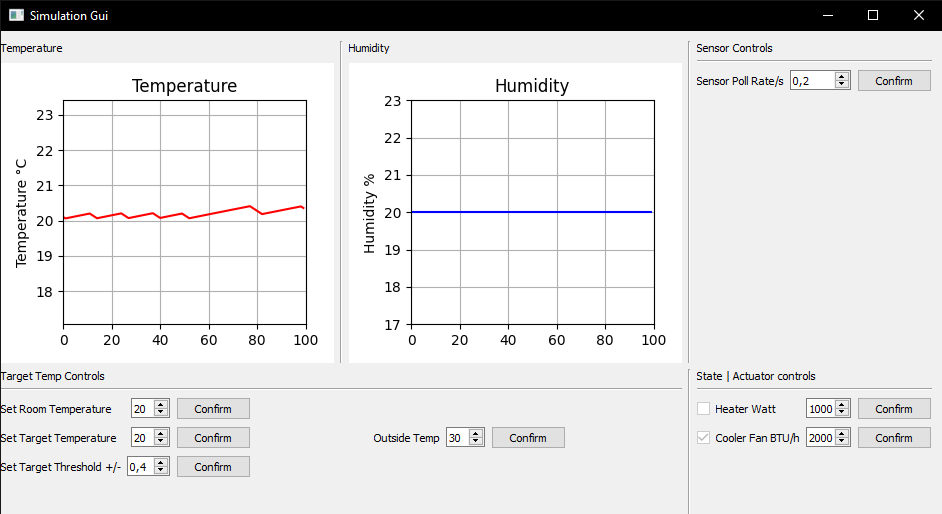 Simulation Gui
Temperature
Humidity
Sensor Controls
Temperature
23
22
21
20
19
18
Temperature °C
0 20 40 60 80 100
Humidity
23
22
21
20
19
18
17
Humidity %
0 20 40 60 80 100
Sensor Poll Rate/s 0,2 Confirm
Target Temp Controls
State | Actuator controls
Set Room Temperature 20 Confirm
Set Target Temperature 20 Confirm
Set Target Threshold +/- 0,4 Confirm
Outside Temp 30 Confirm
Heater Watt 1000 Confirm
Cooler Fan BTU/h 2000 Confirm